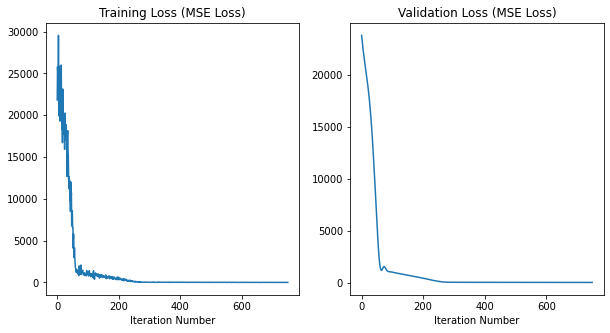 Training Loss (MSE Loss)
30000
25000
20000
15000
10000
5000
0
0 200 400 600
Iteration Number
Validation Loss (MSE Loss)
20000
15000
10000
5000
0
0 200 400 600
Iteration Number